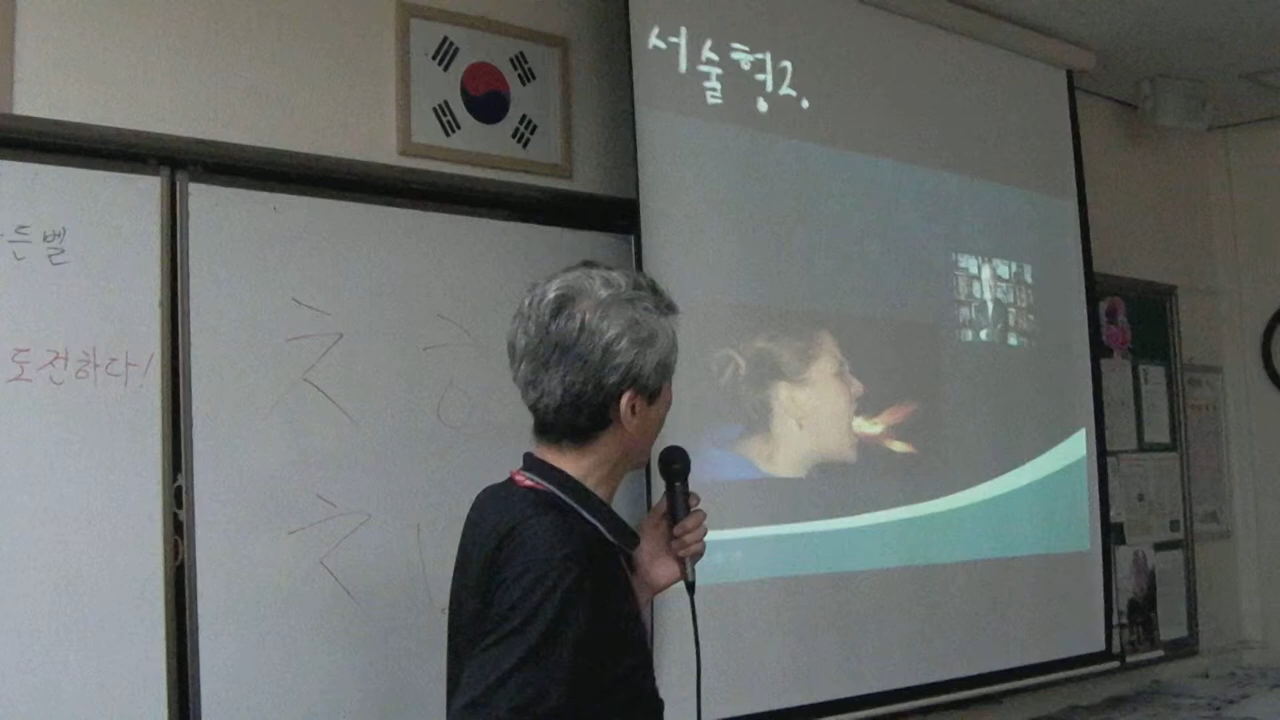 서술형2.
든벨
도전하다!
ㅊ ㅎ
ㅊ ㅣ